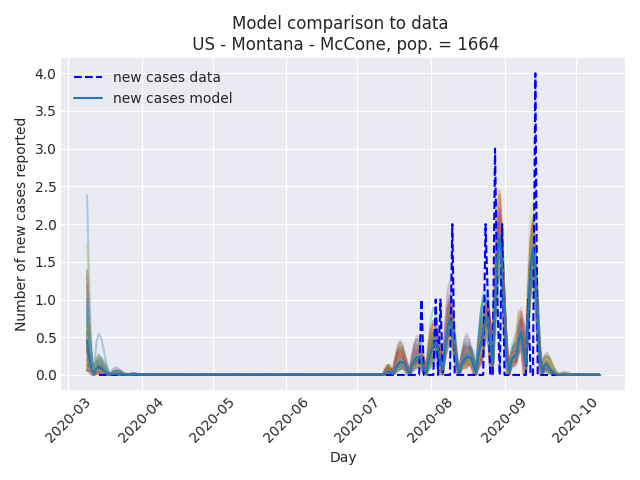 Model comparison to data
US - Montana - McCone, pop. = 1664
new cases data
new cases model
Number of new cases reported
4.0
3.5
3.0
2.5
2.0
1.5
1.0
0.5
0.0
2020-03
2020-04
2020-05
2020-06
2020-07
2020-08
2020-09
2020-10
Day